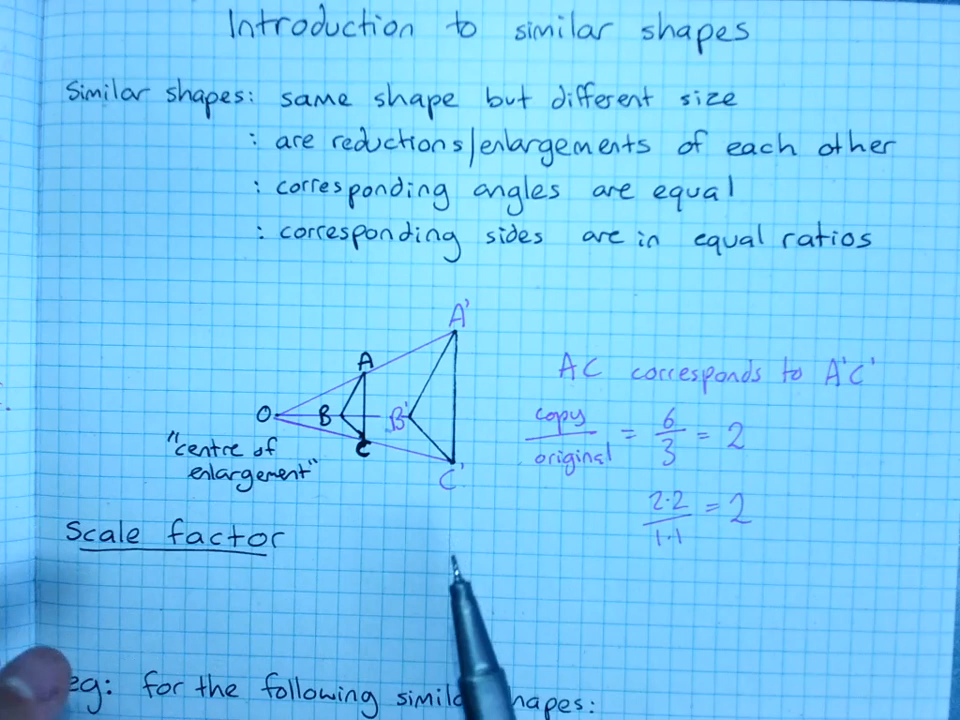 Introduction to similar shapes
Similar shapes: same shape but different size
: are reductions/enlargements of each other
: corresponding angles are equal
: corresponding sides are in equal ratios
A'
A
AC corresponds to A'C'
O B B'
copy/original = 6/3 = 2
C
"centre of
enlargement"
C'
2.2/1.1 = 2
Scale factor
eg: for the following shapes: